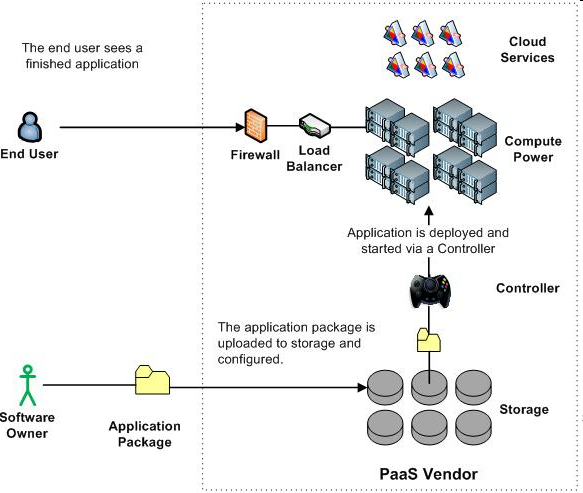 The end user sees a
finished application
Cloud
Services
End User
Firewall
Load
Balancer
Compute
Power
Application is deployed and
started via a Controller
Controller
The application package is
uploaded to storage and
configured.
Software
Owner
Application
Package
Storage
PaaS Vendor